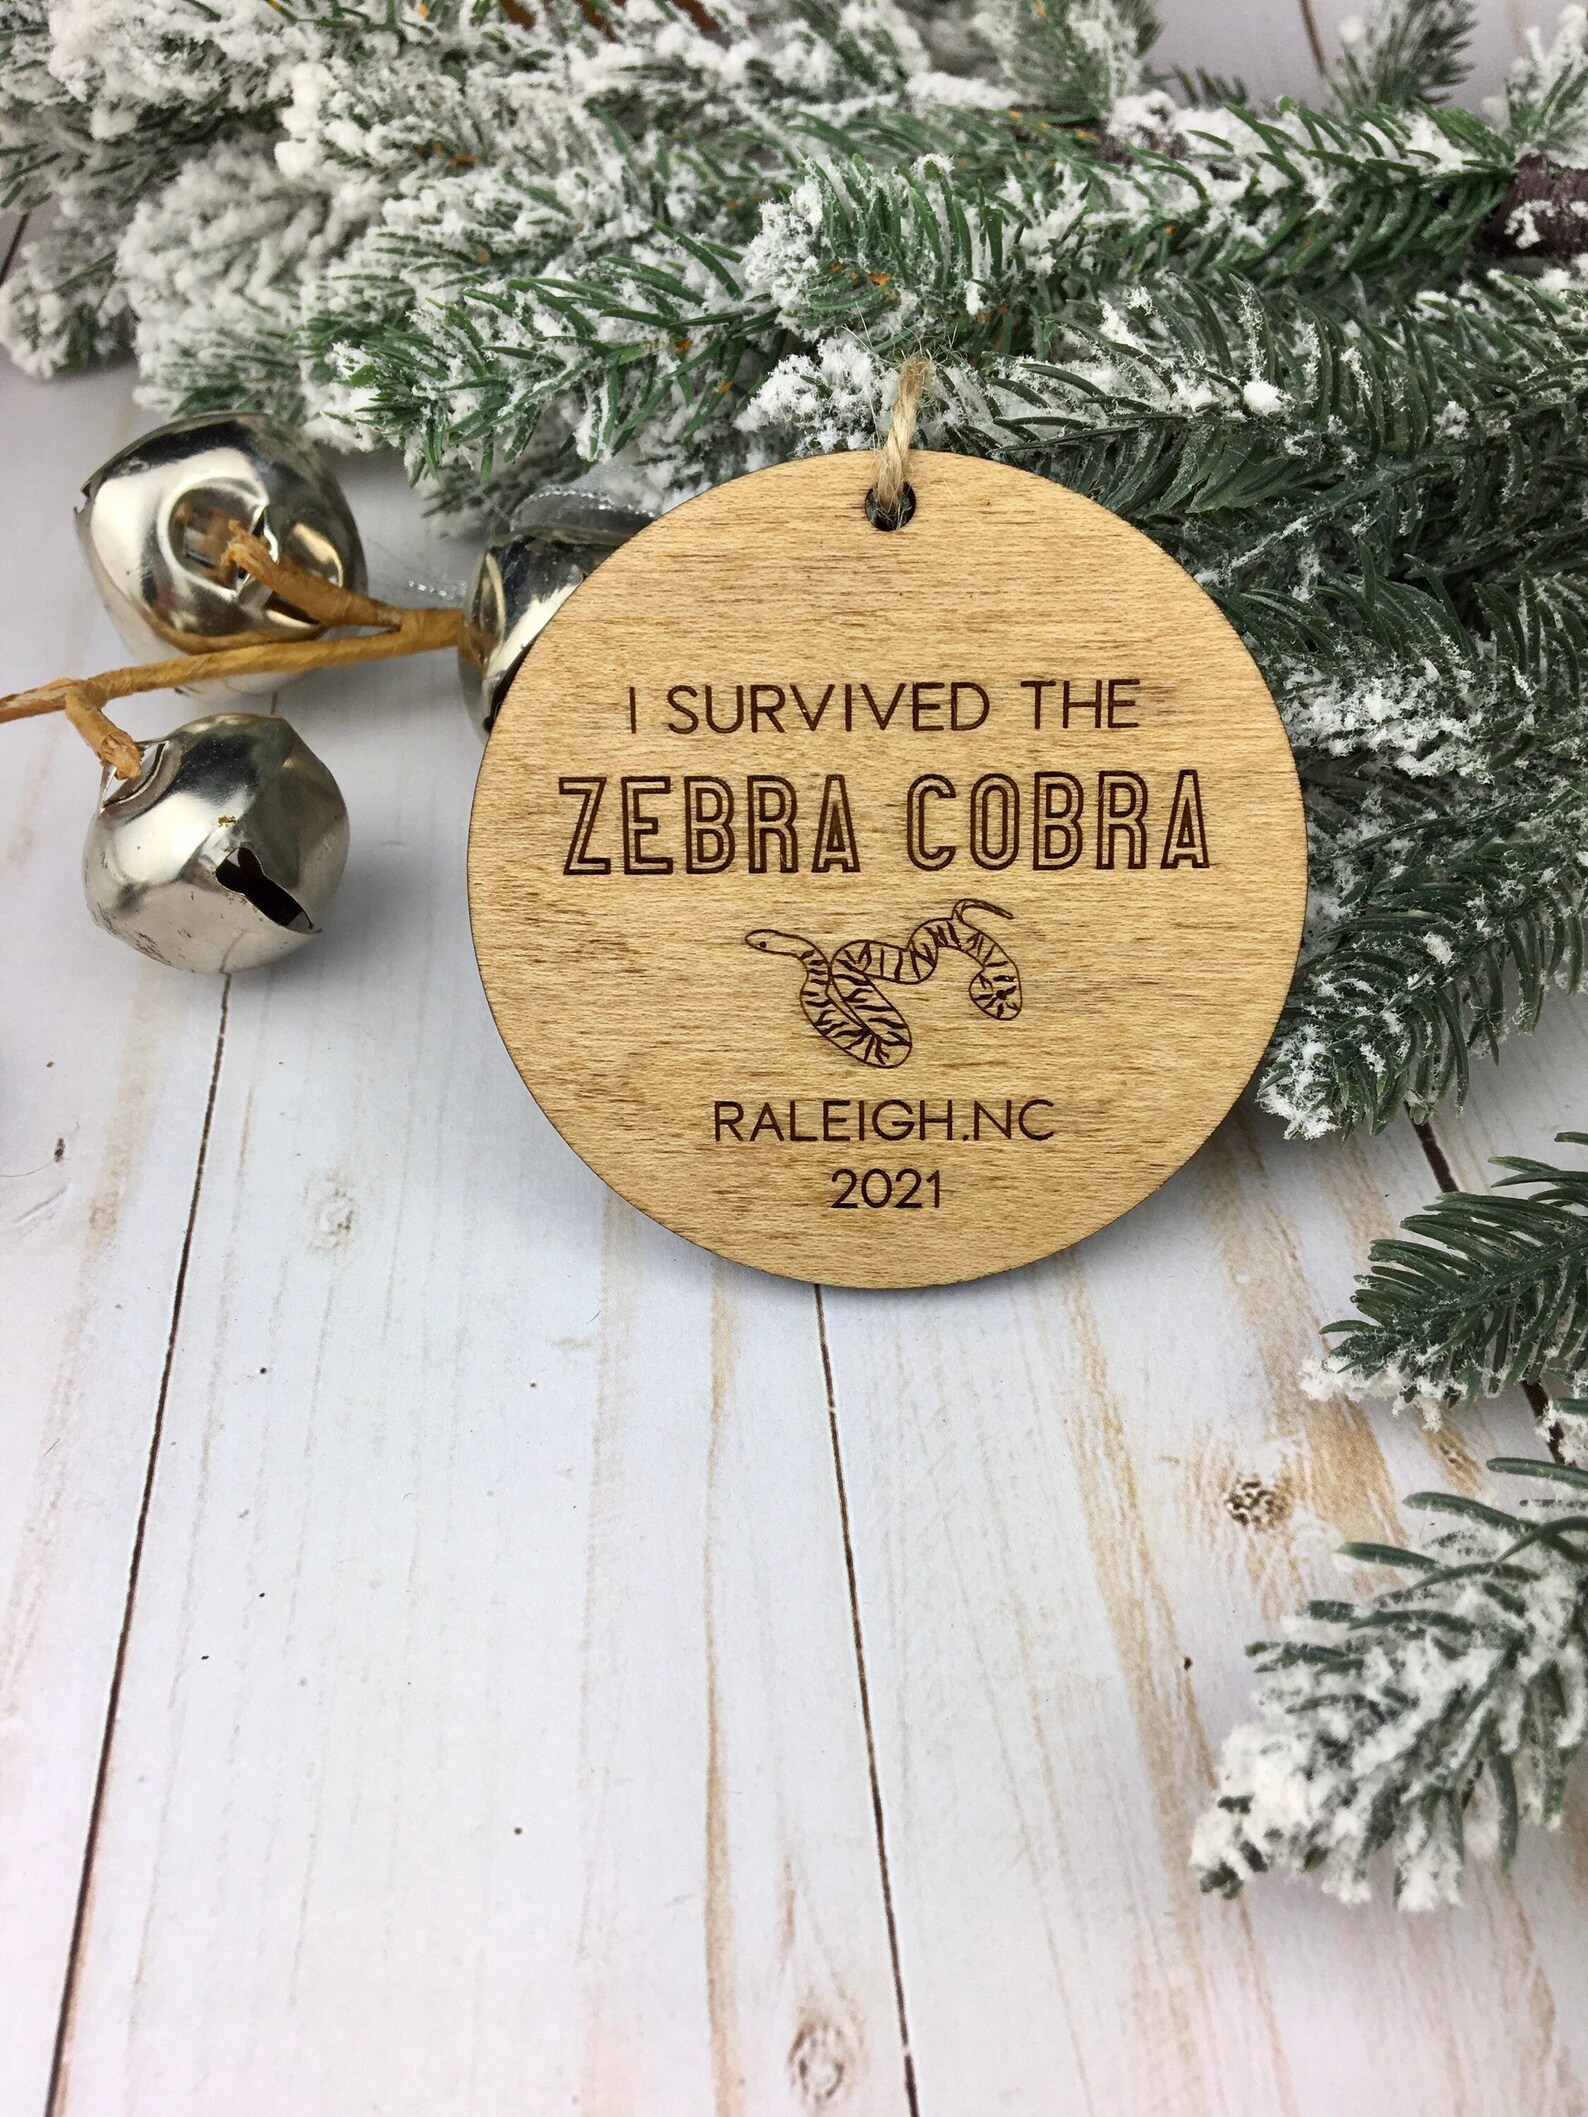 I SURVIVED THE
ZEBRA COBRA
RALEIGH.NC
2021